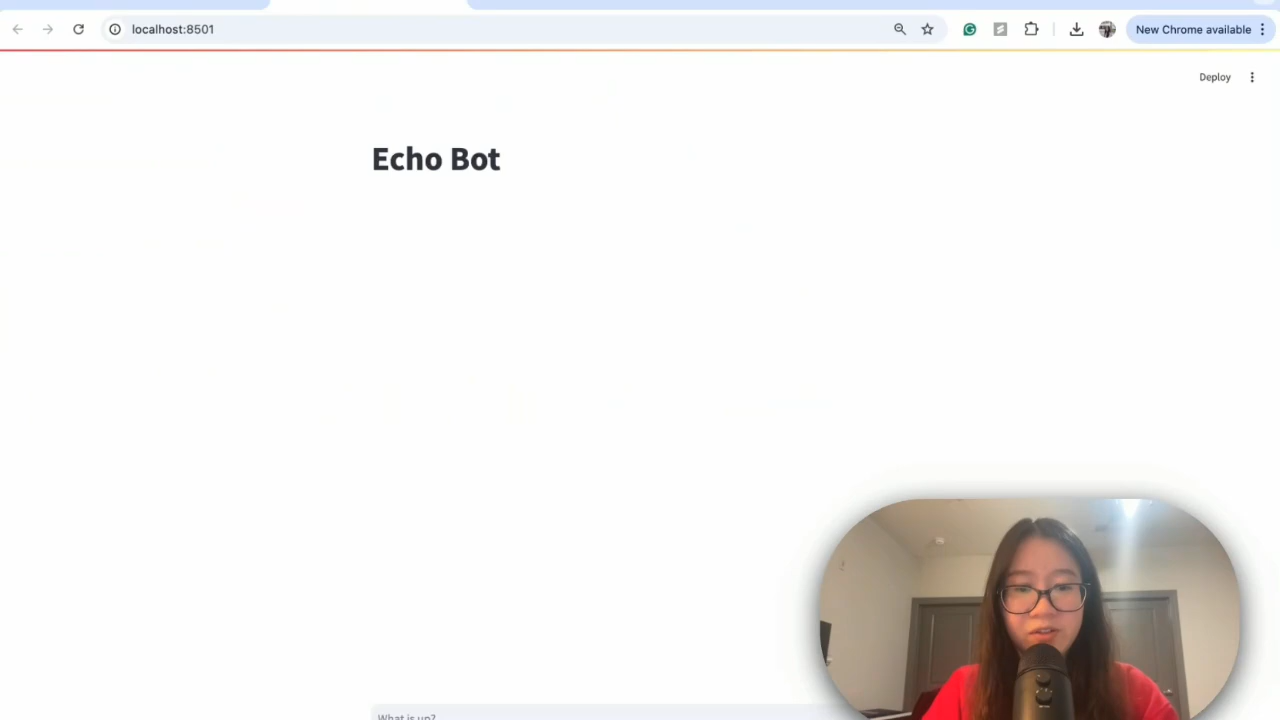 localhost:8501
New Chrome available
Deploy
Echo Bot
What is up?